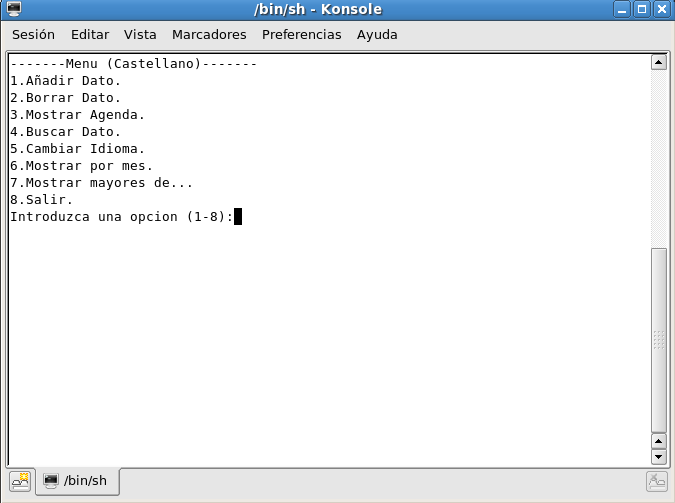 /bin/sh - Konsole
Sesión Editar Vista Marcadores Preferencias Ayuda
-------Menu (Castellano)-------
1.Añadir Dato.
2.Borrar Dato.
3.Mostrar Agenda.
4.Buscar Dato.
5.Cambiar Idioma.
6.Mostrar por mes.
7.Mostrar mayores de...
8.Salir.
Introduzca una opcion (1-8):
/bin/sh